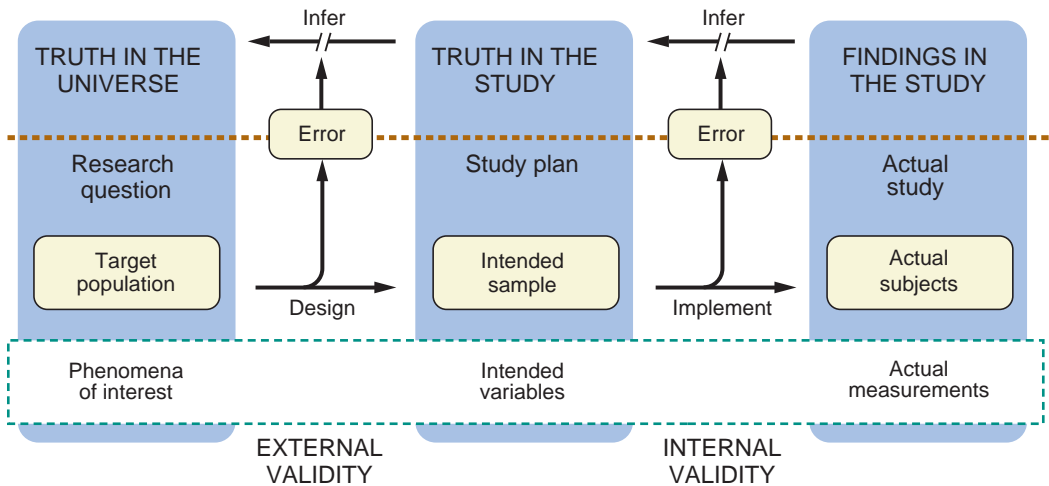 Infer
Infer
TRUTH IN THE
UNIVERSE
TRUTH IN THE
STUDY
FINDINGS IN
THE STUDY
Error
Error
Research
question
Study plan
Actual
study
Target
population
Intended
sample
Actual
subjects
Design
Implement
Phenomena
of interest
Intended
variables
Actual
measurements
EXTERNAL
VALIDITY
INTERNAL
VALIDITY